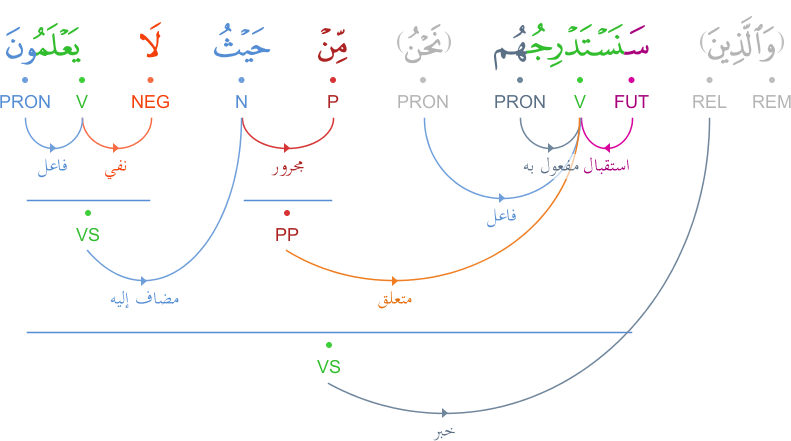 (وَٱلَّذِينَ) سَنَسْتَدْرِجُهُم (نَحْنُ) مِّنْ حَيْثُ لَا يَعْلَمُونَ
REM REL FUT V PRON PRON P N NEG V PRON
استقبال مفعول به مجرور نفي فاعل
فاعل
VS PP
متعلق مضاف إليه
VS
خبر